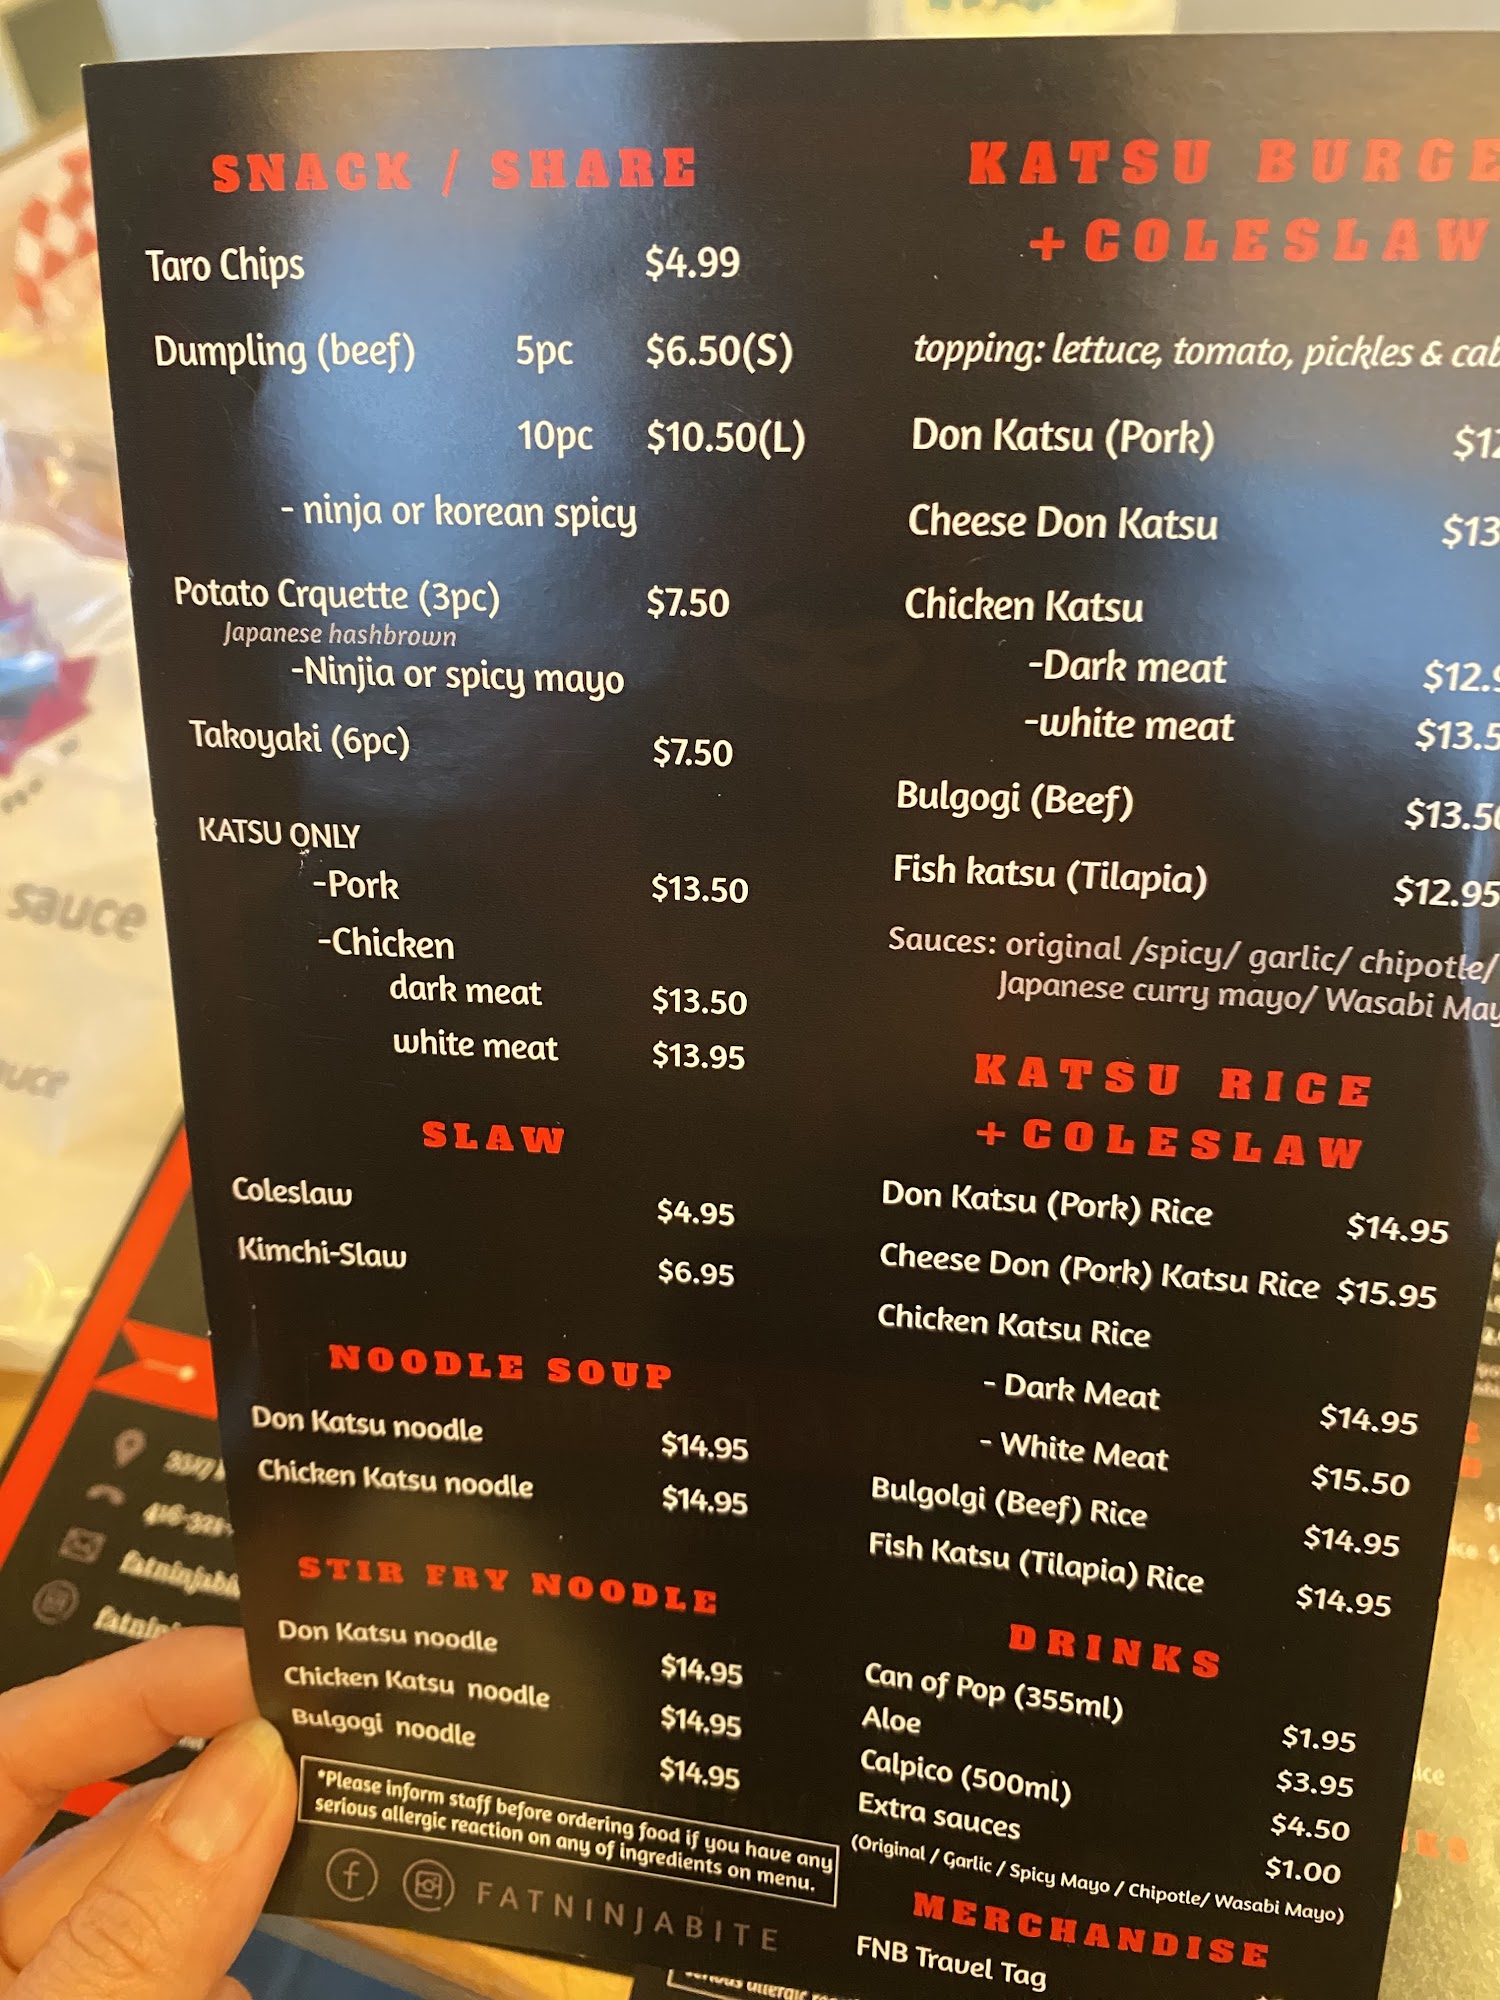 SNACK / SHARE
Taro Chips $4.99
Dumpling (beef) 5pc $6.50(S)
10pc $10.50(L)
- ninja or korean spicy
Potato Crquette (3pc) $7.50
Japanese hashbrown
-Ninjia or spicy mayo
Takoyaki (6pc) $7.50
KATSU ONLY
-Pork $13.50
-Chicken
dark meat $13.50
white meat $13.95
SLAW
Coleslaw $4.95
Kimchi-Slaw $6.95
NOODLE SOUP
Don Katsu noodle $14.95
Chicken Katsu noodle $14.95
STIR FRY NOODLE
Don Katsu noodle $14.95
Chicken Katsu noodle $14.95
Bulgogi noodle $14.95
*Please inform staff before ordering food if you have any
serious allergic reaction on any of ingredients on menu.
FATNINJABITE
KATSU BURGE
+ COLESLAW
topping: lettuce, tomato, pickles & cab
Don Katsu (Pork) $12
Cheese Don Katsu $13
Chicken Katsu
-Dark meat $12.9
-white meat $13.5
Bulgogi (Beef) $13.50
Fish katsu (Tilapia) $12.95
Sauces: original /spicy/ garlic/ chipotle/
Japanese curry mayo/ Wasabi May
KATSU RICE
+ COLESLAW
Don Katsu (Pork) Rice $14.95
Cheese Don (Pork) Katsu Rice $15.95
Chicken Katsu Rice
- Dark Meat $14.95
- White Meat $15.50
Bulgolgi (Beef) Rice $14.95
Fish Katsu (Tilapia) Rice $14.95
DRINKS
Can of Pop (355ml) $1.95
Aloe $3.95
Calpico (500ml) $4.50
Extra sauces $1.00
(Original / Garlic / Spicy Mayo / Chipotle/ Wasabi Mayo)
MERCHANDISE
FNB Travel Tag
sauce